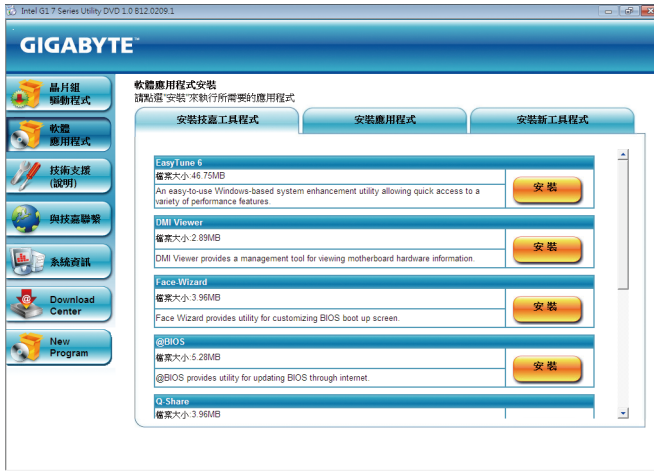 Intel G1.7 Series Utility DVD 1.0 B12.0209.1
GIGABYTE™
晶片組
驅動程式
軟體
應用程式
技術支援
(說明)
與技嘉聯繫
系統資訊
Download
Center
New
Program
軟體應用程式安裝
請點選"安裝"來執行所需要的應用程式
安裝技嘉工具程式
安裝應用程式
安裝新工具程式
EasyTune 6
檔案大小:46.75MB
An easy-to-use Windows-based system enhancement utility allowing quick access to a
variety of performance features.
安裝
DMI Viewer
檔案大小:2.89MB
DMI Viewer provides a management tool for viewing motherboard hardware information.
安裝
Face-Wizard
檔案大小:3.96MB
Face Wizard provides utility for customizing BIOS boot up screen.
安裝
@BIOS
檔案大小:5.28MB
@BIOS provides utility for updating BIOS through internet.
安裝
Q-Share
檔案大小:3.96MB